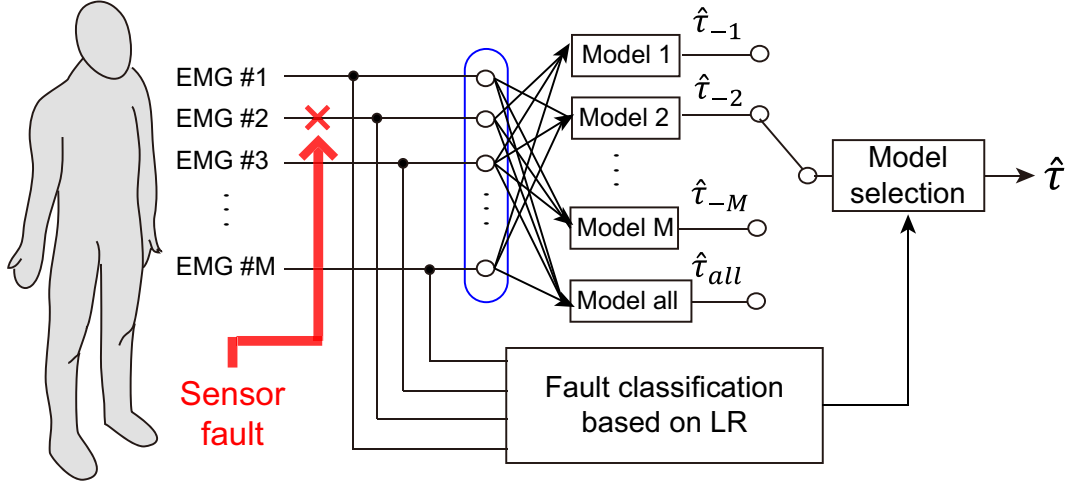 EMG #1
EMG #2
EMG #3
⋮
EMG #M
Sensor
fault
Model 1
Model 2
⋮
Model M
Model all
τ̂₋₁
τ̂₋₂
τ̂₋M
τ̂all
Fault classification
based on LR
Model
selection
τ̂